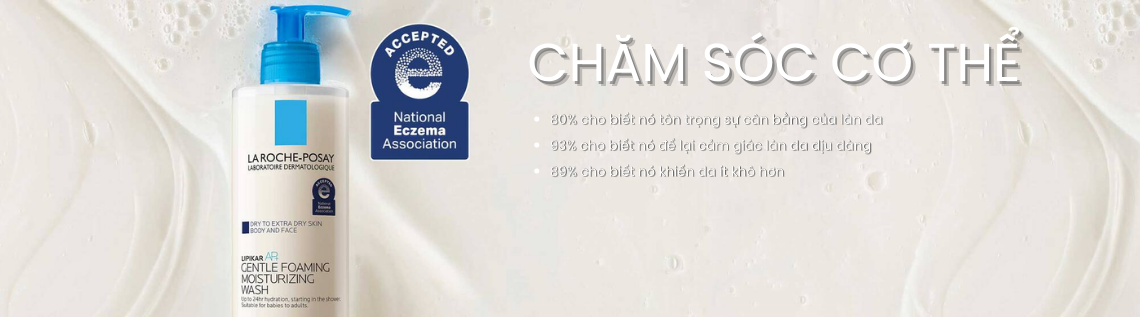 CHĂM SÓC CƠ THỂ
80% cho biết nó tôn trọng sự cân bằng của làn da
93% cho biết nó để lại cảm giác làn da dịu dàng
89% cho biết nó khiến da ít khô hơn
ACCEPTED
e
National
Eczema
Association
LA ROCHE-POSAY
LABORATOIRE DERMATOLOGIQUE
e
National
Eczema
Association
DRY TO EXTRA DRY SKIN
BODY AND FACE
LIPIKAR AP+
GENTLE FOAMING
MOISTURIZING
WASH
Up to 24hr hydration, starting in the shower
Suitable for babies to adults